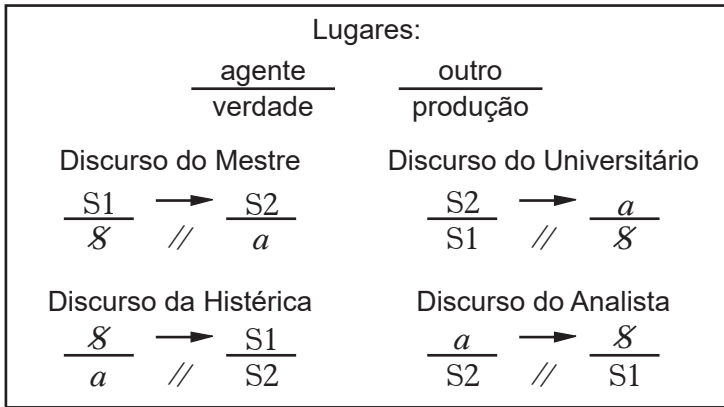 Lugares:
agente outro
verdade produção
Discurso do Mestre Discurso do Universitário
S1 → S2 S2 → a
$ // a S1 // $
Discurso da Histérica Discurso do Analista
$ → S1 a → $
a // S2 S2 // S1